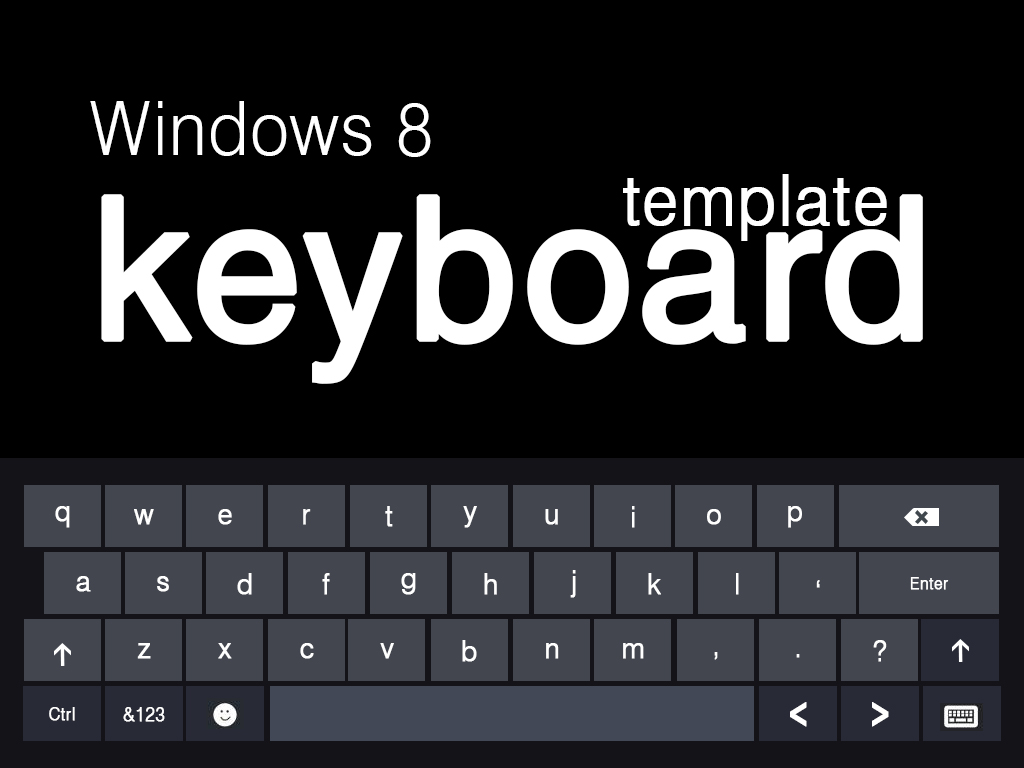 Windows 8
template
keyboard
q w e r t y u i o p
a s d f g h j k l ‘ Enter
↑ z x c v b n m , . ? ↑
Ctrl &123 < >